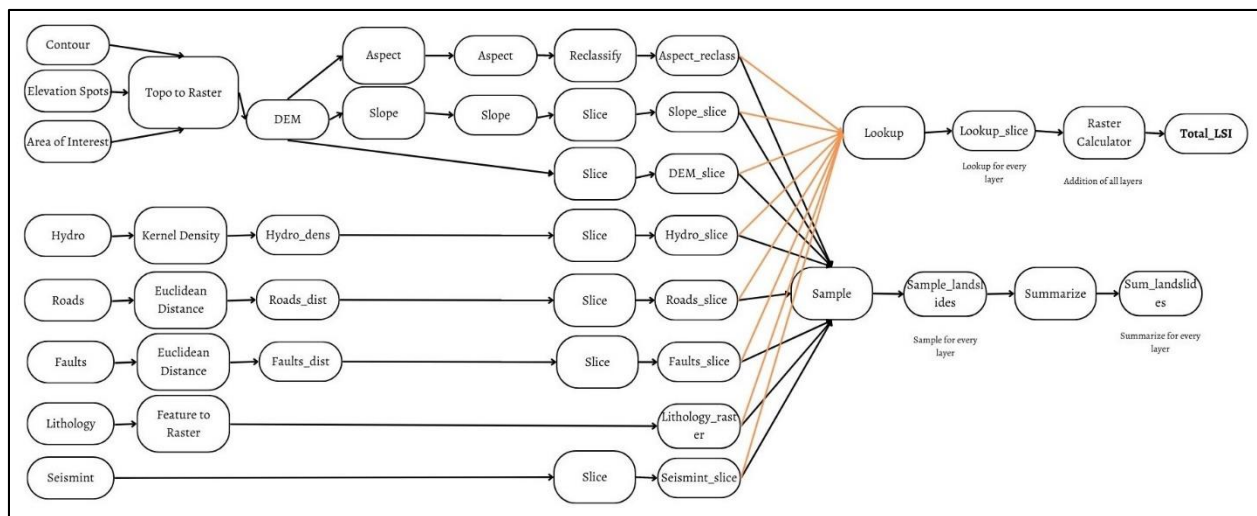 Contour
Elevation Spots
Area of Interest
Topo to Raster
DEM
Aspect
Aspect
Reclassify
Aspect_reclass
Slope
Slope
Slice
Slope_slice
Slice
DEM_slice
Hydro
Kernel Density
Hydro_dens
Slice
Hydro_slice
Roads
Euclidean
Distance
Roads_dist
Slice
Roads_slice
Faults
Euclidean
Distance
Faults_dist
Slice
Faults_slice
Lithology
Feature to
Raster
Lithology_rast
er
Seismint
Slice
Seismint_slice
Lookup
Lookup_slice
Lookup for every
layer
Raster
Calculator
Addition of all layers
Total_LSI
Sample
Sample_landsl
ides
Sample for every
layer
Summarize
Sum_landslid
es
Summarize for every
layer